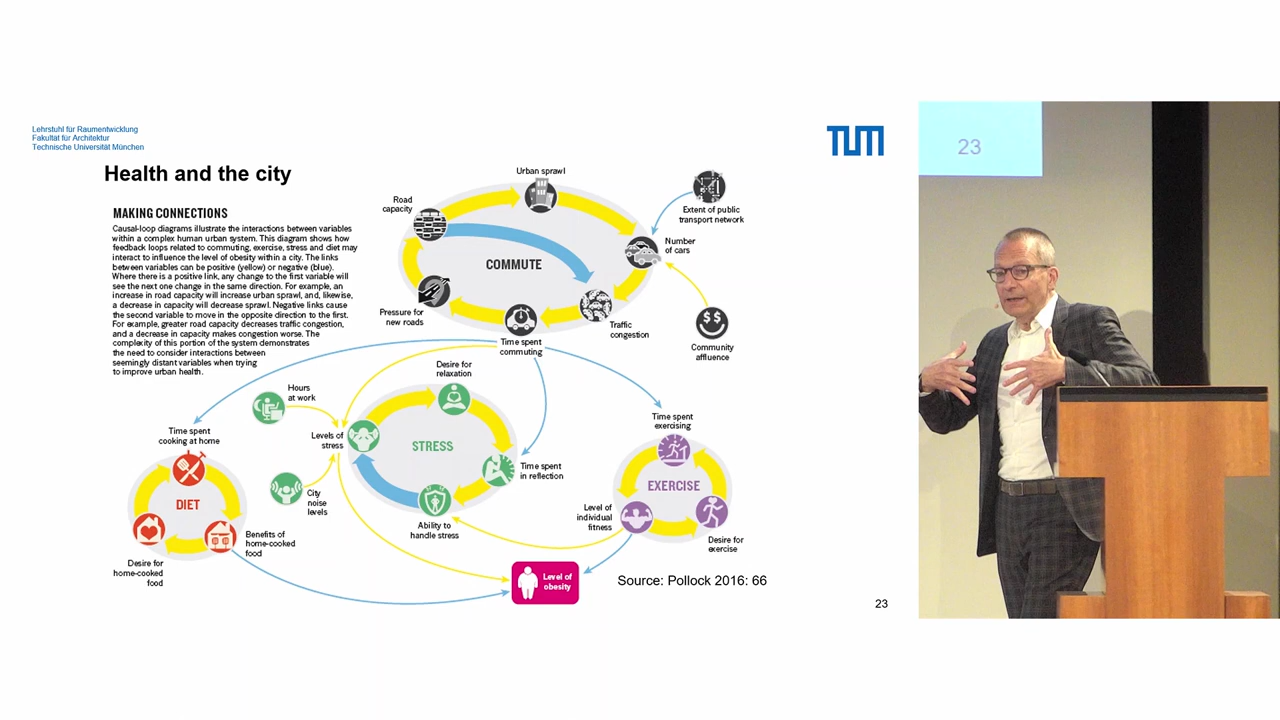 Lehrstuhl für Raumentwicklung
Fakultät für Architektur
Technische Universität München
TUM
Health and the city
MAKING CONNECTIONS
Causal-loop diagrams illustrate the interactions between variables
within a complex human urban system. This diagram shows how
feedback loops related to commuting, exercise, stress and diet may
interact to influence the level of obesity within a city. The links
between variables can be positive (yellow) or negative (blue).
Where there is a positive link, any change to the first variable will
see the next one change in the same direction. For example, an
increase in road capacity will increase urban sprawl, and, likewise,
a decrease in capacity will decrease sprawl. Negative links cause
the second variable to move in the opposite direction to the first.
For example, greater road capacity decreases traffic congestion,
and a decrease in capacity makes congestion worse. The
complexity of this portion of the system demonstrates
the need to consider interactions between
seemingly distant variables when trying
to improve urban health.
Urban sprawl
Road
capacity
Extent of public
transport network
Number
of cars
COMMUTE
Pressure for
new roads
Traffic
congestion
$$
Community
affluence
Time spent
commuting
Desire for
relaxation
Hours
at work
Time spent
cooking at home
Levels of
stress
STRESS
Time spent
in reflection
Time spent
exercising
DIET
City
noise
levels
EXERCISE
Ability to
handle stress
Level of
individual
fitness
Desire for
exercise
Benefits of
home-cooked
food
Desire for
home-cooked
food
Level of
obesity
Source: Pollock 2016: 66
23
23